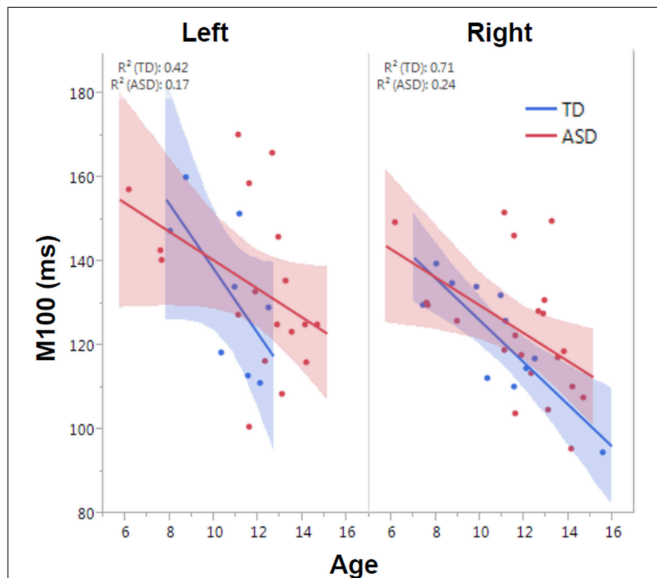 Left
Right
R² (TD): 0.42
R² (ASD): 0.17
R² (TD): 0.71
R² (ASD): 0.24
TD
ASD
180
160
140
120
100
80
M100 (ms)
6 8 10 12 14 16
6 8 10 12 14 16
Age